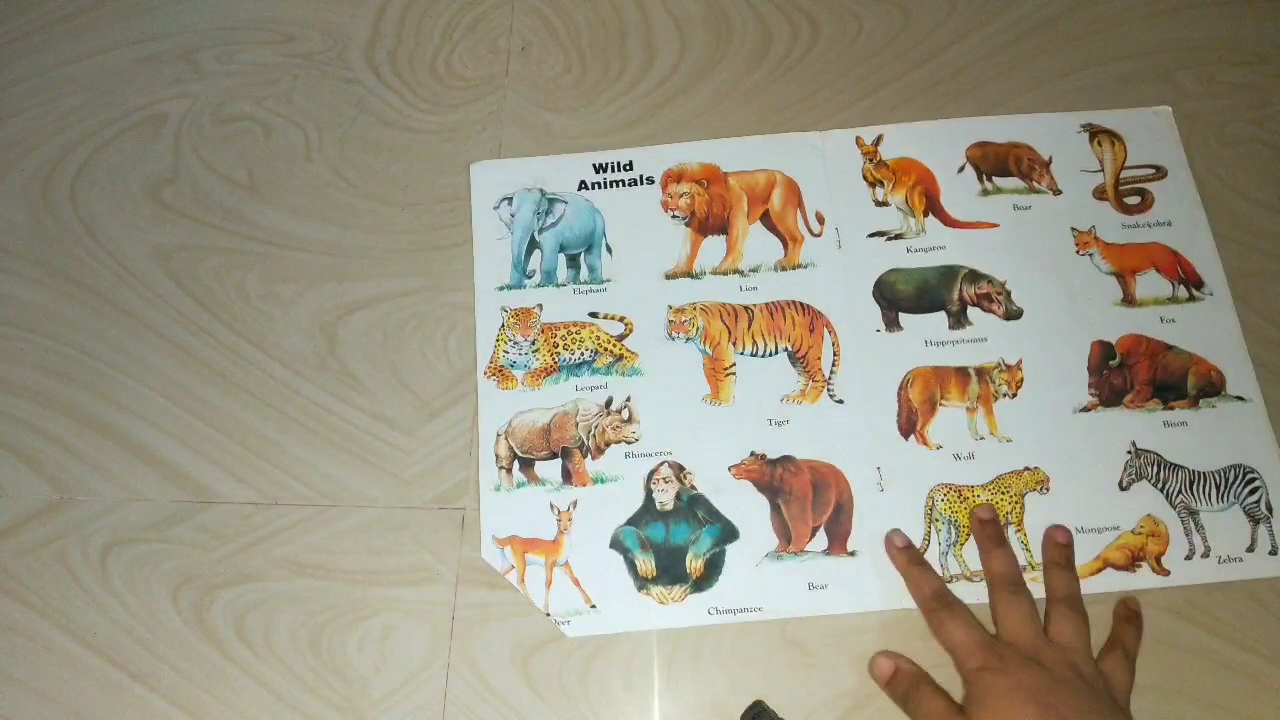 Wild
Animals
Elephant
Lion
Leopard
Tiger
Rhinoceros
Chimpanzee
Bear
Kangaroo
Boar
Snake(cobra)
Hippopotamus
Fox
Wolf
Bison
Mongoose
Zebra